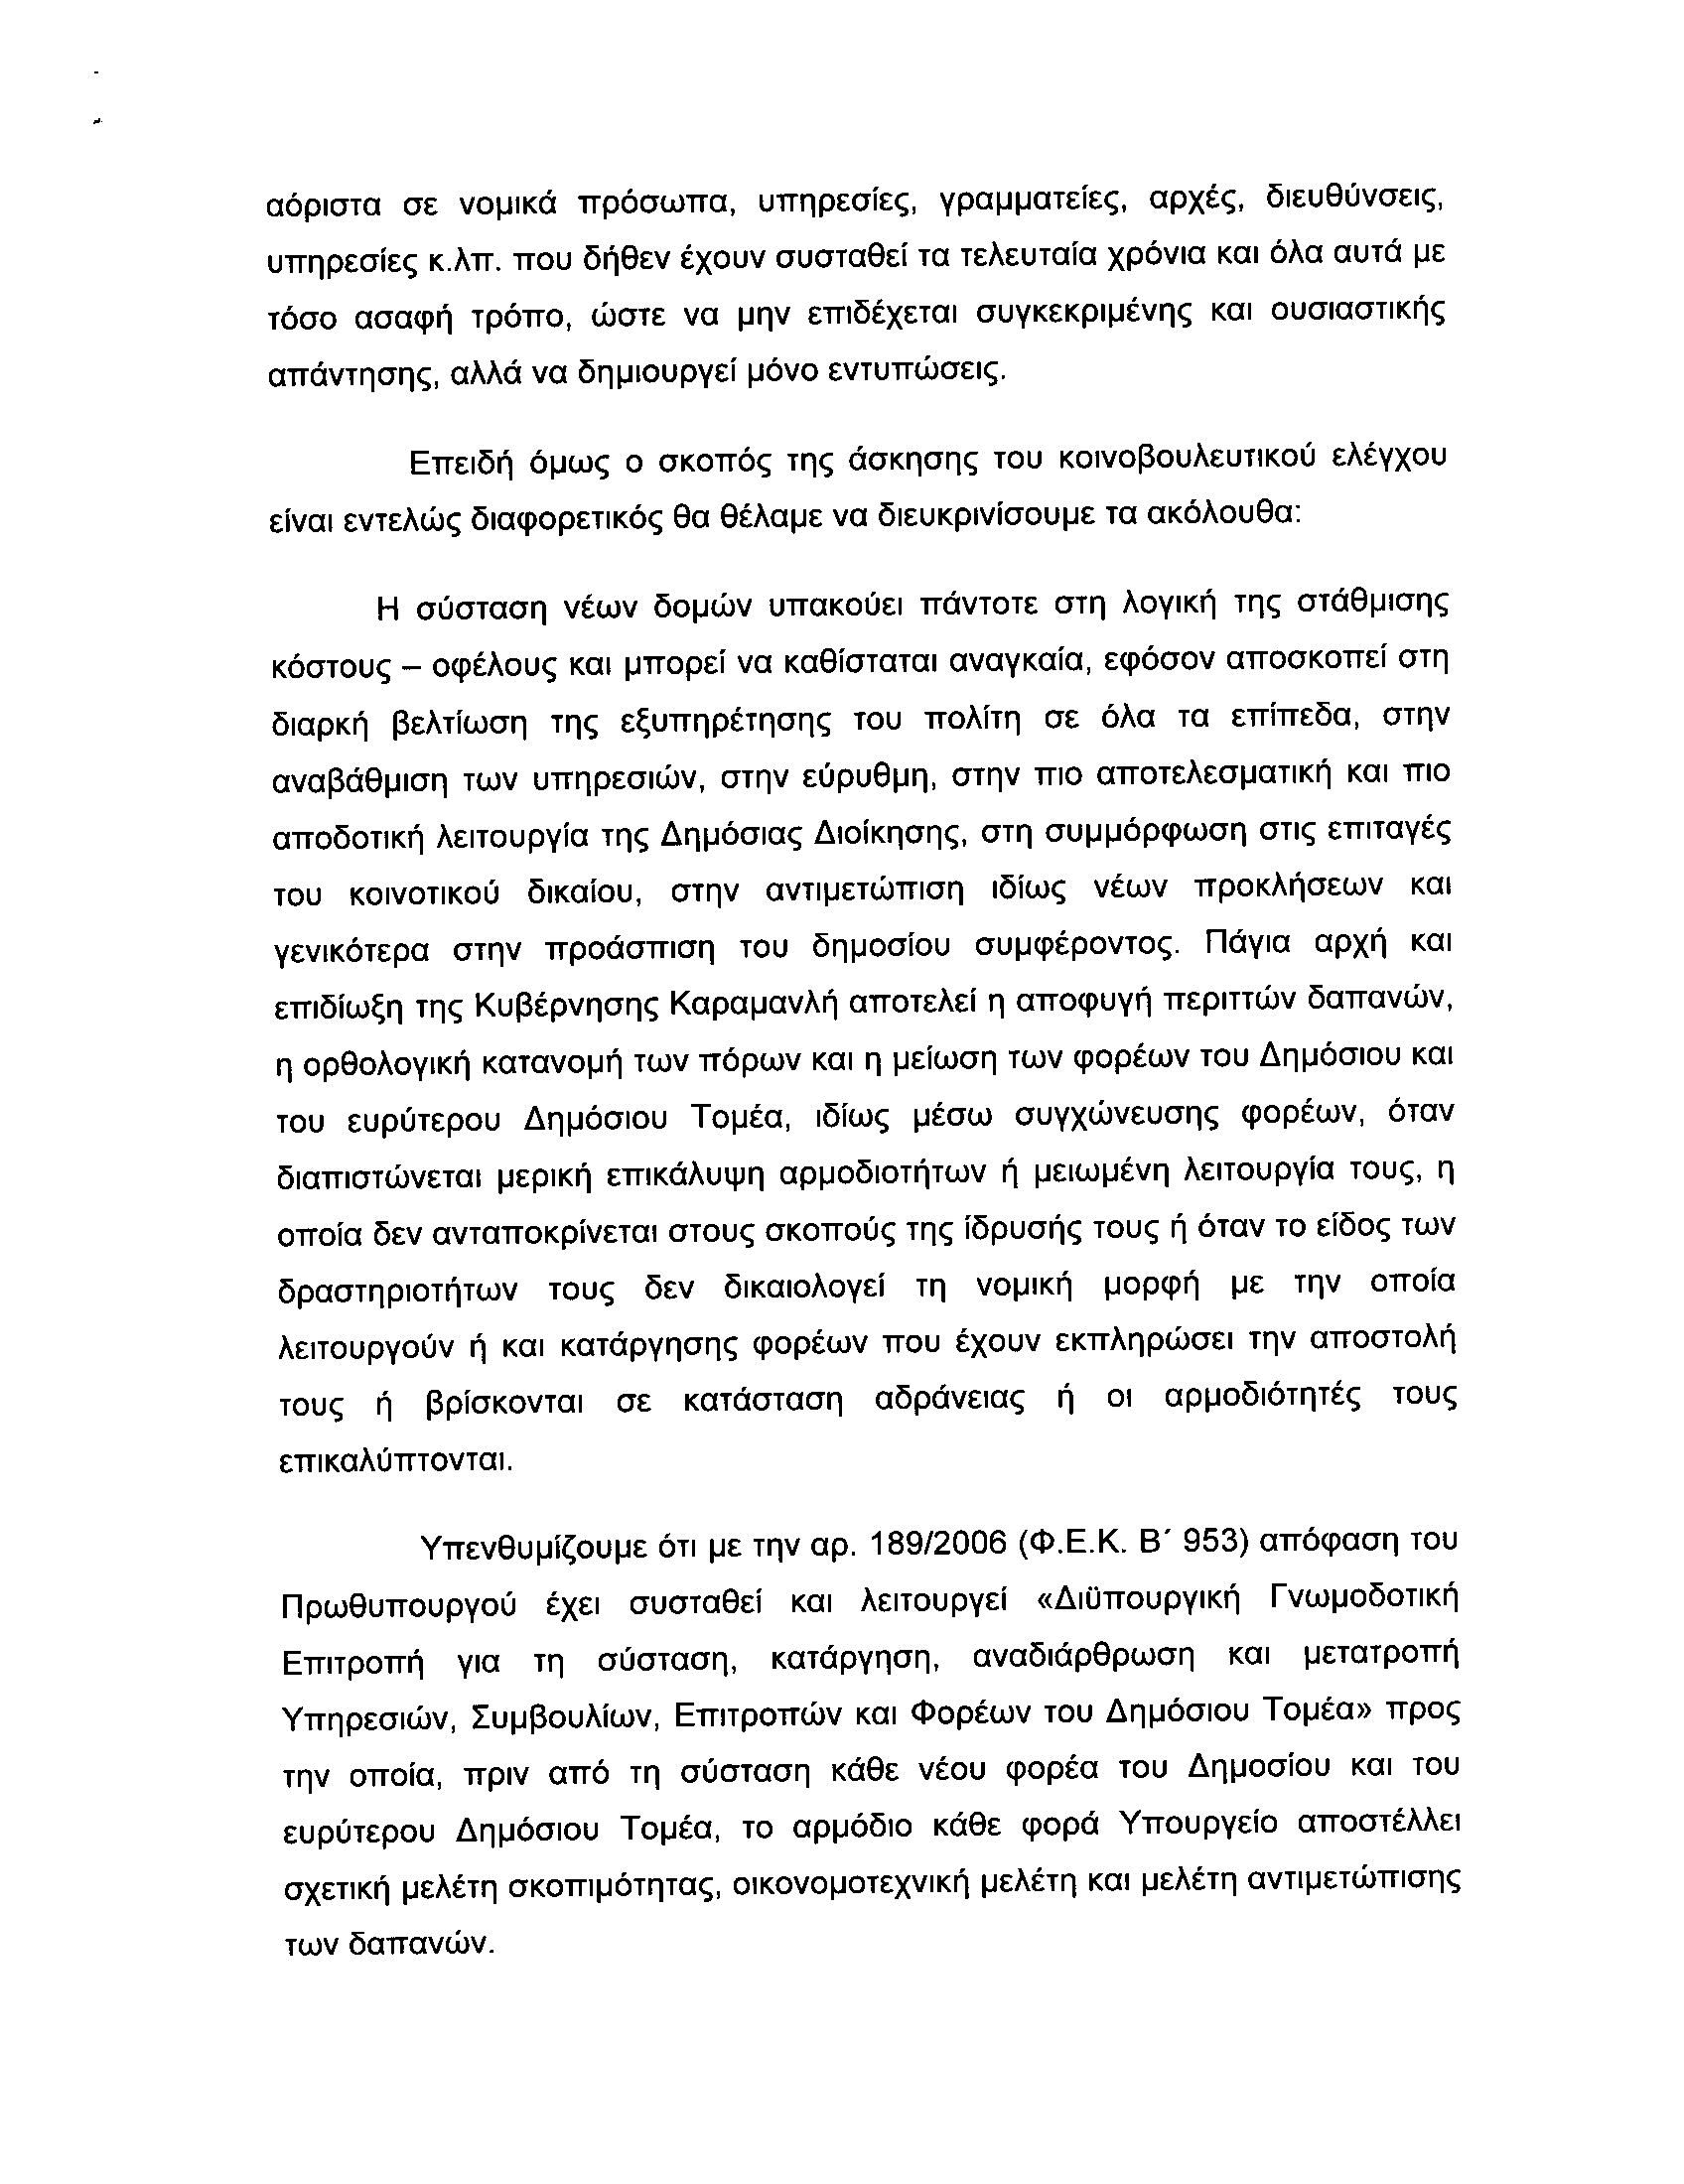 αόριστα σε νομικά πρόσωπα, υπηρεσίες, γραμματείες, αρχές, διευθύνσεις,
υπηρεσίες κ.λπ. που δήθεν έχουν συσταθεί τα τελευταία χρόνια και όλα αυτά με
τόσο ασαφή τρόπο, ώστε να μην επιδέχεται συγκεκριμένης και ουσιαστικής
απάντησης, αλλά να δημιουργεί μόνο εντυπώσεις.
Επειδή όμως ο σκοπός της άσκησης του κοινοβουλευτικού ελέγχου
είναι εντελώς διαφορετικός θα θέλαμε να διευκρινίσουμε τα ακόλουθα:
Η σύσταση νέων δομών υπακούει πάντοτε στη λογική της στάθμισης
κόστους – οφέλους και μπορεί να καθίσταται αναγκαία, εφόσον αποσκοπεί στη
διαρκή βελτίωση της εξυπηρέτησης του πολίτη σε όλα τα επίπεδα, στην
αναβάθμιση των υπηρεσιών, στην εύρυθμη, στην πιο αποτελεσματική και πιο
αποδοτική λειτουργία της Δημόσιας Διοίκησης, στη συμμόρφωση στις επιταγές
του κοινοτικού δικαίου, στην αντιμετώπιση ιδίως νέων προκλήσεων και
γενικότερα στην προάσπιση του δημοσίου συμφέροντος. Πάγια αρχή και
επιδίωξη της Κυβέρνησης Καραμανλή αποτελεί η αποφυγή περιττών δαπανών,
η ορθολογική κατανομή των πόρων και η μείωση των φορέων του Δημόσιου και
του ευρύτερου Δημόσιου Τομέα, ιδίως μέσω συγχώνευσης φορέων, όταν
διαπιστώνεται μερική επικάλυψη αρμοδιοτήτων ή μειωμένη λειτουργία τους, η
οποία δεν ανταποκρίνεται στους σκοπούς της ίδρυσής τους ή όταν το είδος των
δραστηριοτήτων τους δεν δικαιολογεί τη νομική μορφή με την οποία
λειτουργούν ή και κατάργησης φορέων που έχουν εκπληρώσει την αποστολή
τους ή βρίσκονται σε κατάσταση αδράνειας ή οι αρμοδιότητές τους
επικαλύπτονται.
Υπενθυμίζουμε ότι με την αρ. 189/2006 (Φ.Ε.Κ. Β΄ 953) απόφαση του
Πρωθυπουργού έχει συσταθεί και λειτουργεί «Διϋπουργική Γνωμοδοτική
Επιτροπή για τη σύσταση, κατάργηση, αναδιάρθρωση και μετατροπή
Υπηρεσιών, Συμβουλίων, Επιτροπών και Φορέων του Δημόσιου Τομέα» προς
την οποία, πριν από τη σύσταση κάθε νέου φορέα του Δημοσίου και του
ευρύτερου Δημόσιου Τομέα, το αρμόδιο κάθε φορά Υπουργείο αποστέλλει
σχετική μελέτη σκοπιμότητας, οικονομοτεχνική μελέτη και μελέτη αντιμετώπισης
των δαπανών.